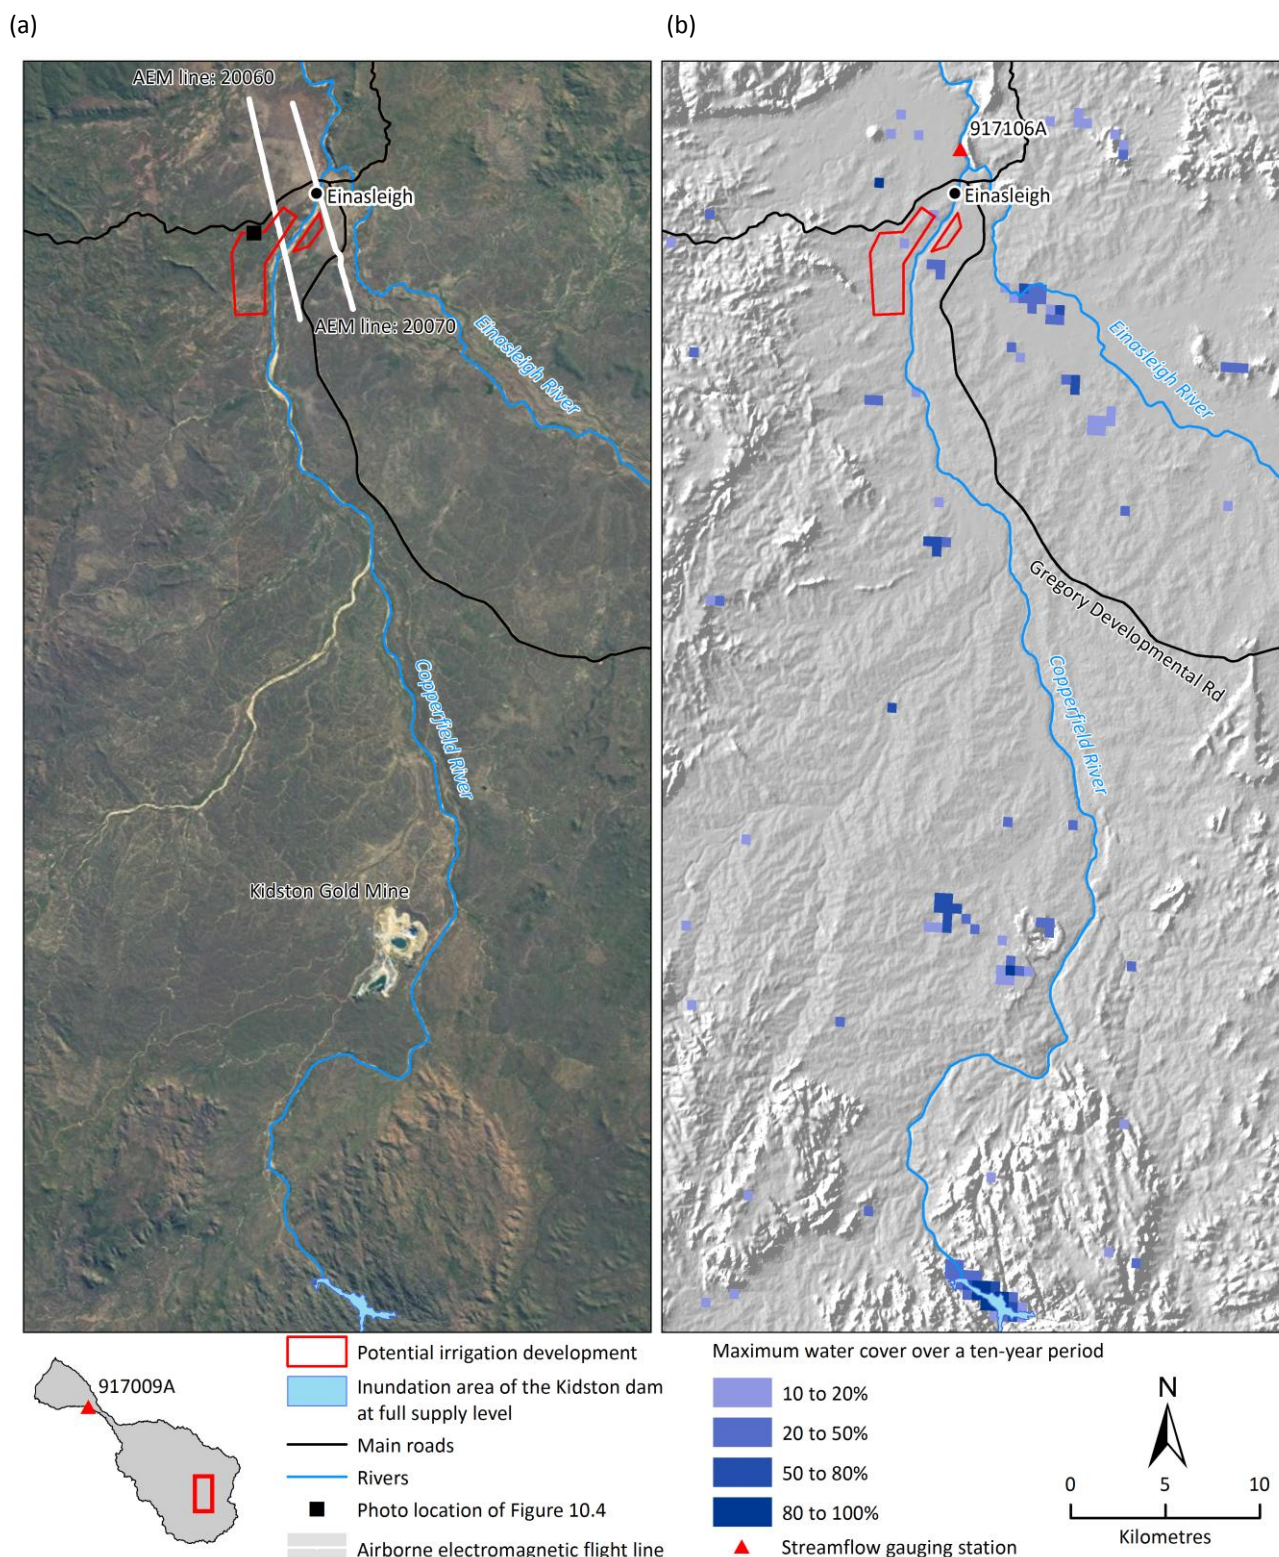 (a)
(b)
AEM line: 20060
Einasleigh
AEM line: 20070
Einasleigh River
Copperfield River
Kidston Gold Mine
917106A
Einasleigh
Einasleigh River
Gregory Developmental Rd
Copperfield River
917009A
Potential irrigation development
Inundation area of the Kidston dam
at full supply level
Main roads
Rivers
Photo location of Figure 10.4
Airborne electromagnetic flight line
Maximum water cover over a ten-year period
10 to 20%
20 to 50%
50 to 80%
80 to 100%
Streamflow gauging station
N
0 5 10
Kilometres